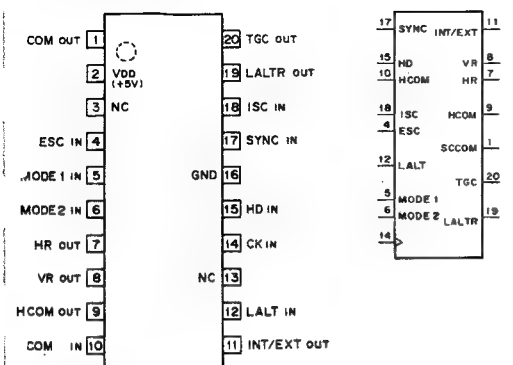 COM OUT 1
2 VDD
(+5V)
3 NC
ESC IN 4
MODE 1 IN 5
MODE 2 IN 6
HR OUT 7
VR OUT 8
HCOM OUT 9
COM IN 10
20 TGC OUT
19 LALTR OUT
18 ISC IN
17 SYNC IN
GND 16
15 HD IN
14 CK IN
NC 13
12 LALT IN
11 INT/EXT OUT
17 SYNC INT/EXT 11
15 HD VR 8
10 HCOM HR 7
18 ISC HCOM 9
4 ESC
SCCOM 1
12 LALT
TGC 20
5 MODE 1
6 MODE 2 LALTR 19
14